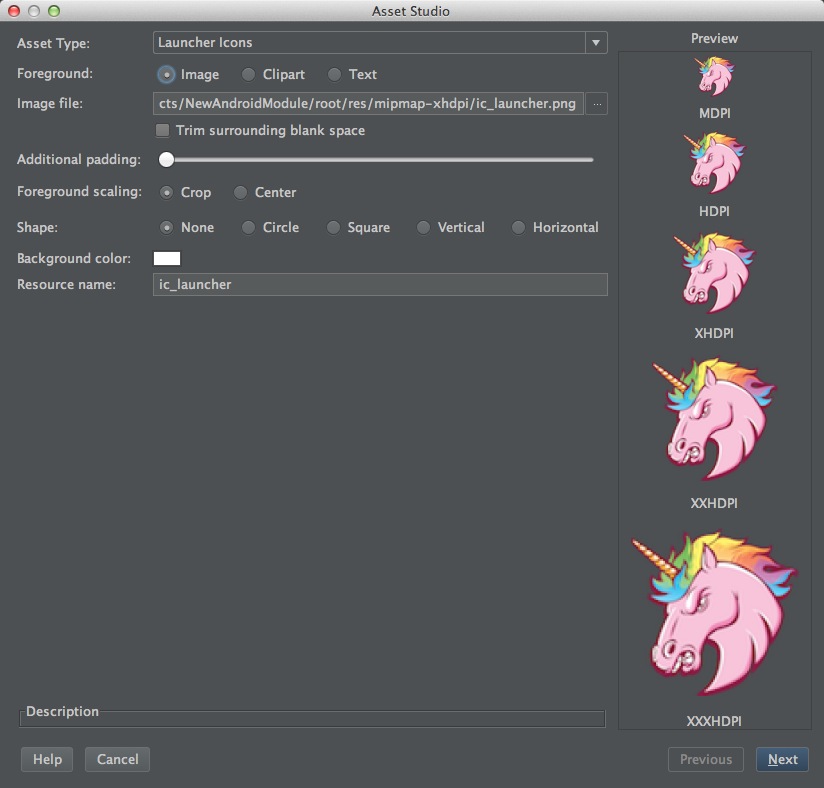 Asset Studio
Asset Type:
Launcher Icons
Foreground:
Image
Clipart
Text
Image file:
cts/NewAndroidModule/root/res/mipmap-xhdpi/ic_launcher.png
...
Trim surrounding blank space
Additional padding:
Foreground scaling:
Crop
Center
Shape:
None
Circle
Square
Vertical
Horizontal
Background color:
Resource name:
ic_launcher
Preview
MDPI
HDPI
XHDPI
XXHDPI
XXXHDPI
Description
Help
Cancel
Previous
Next